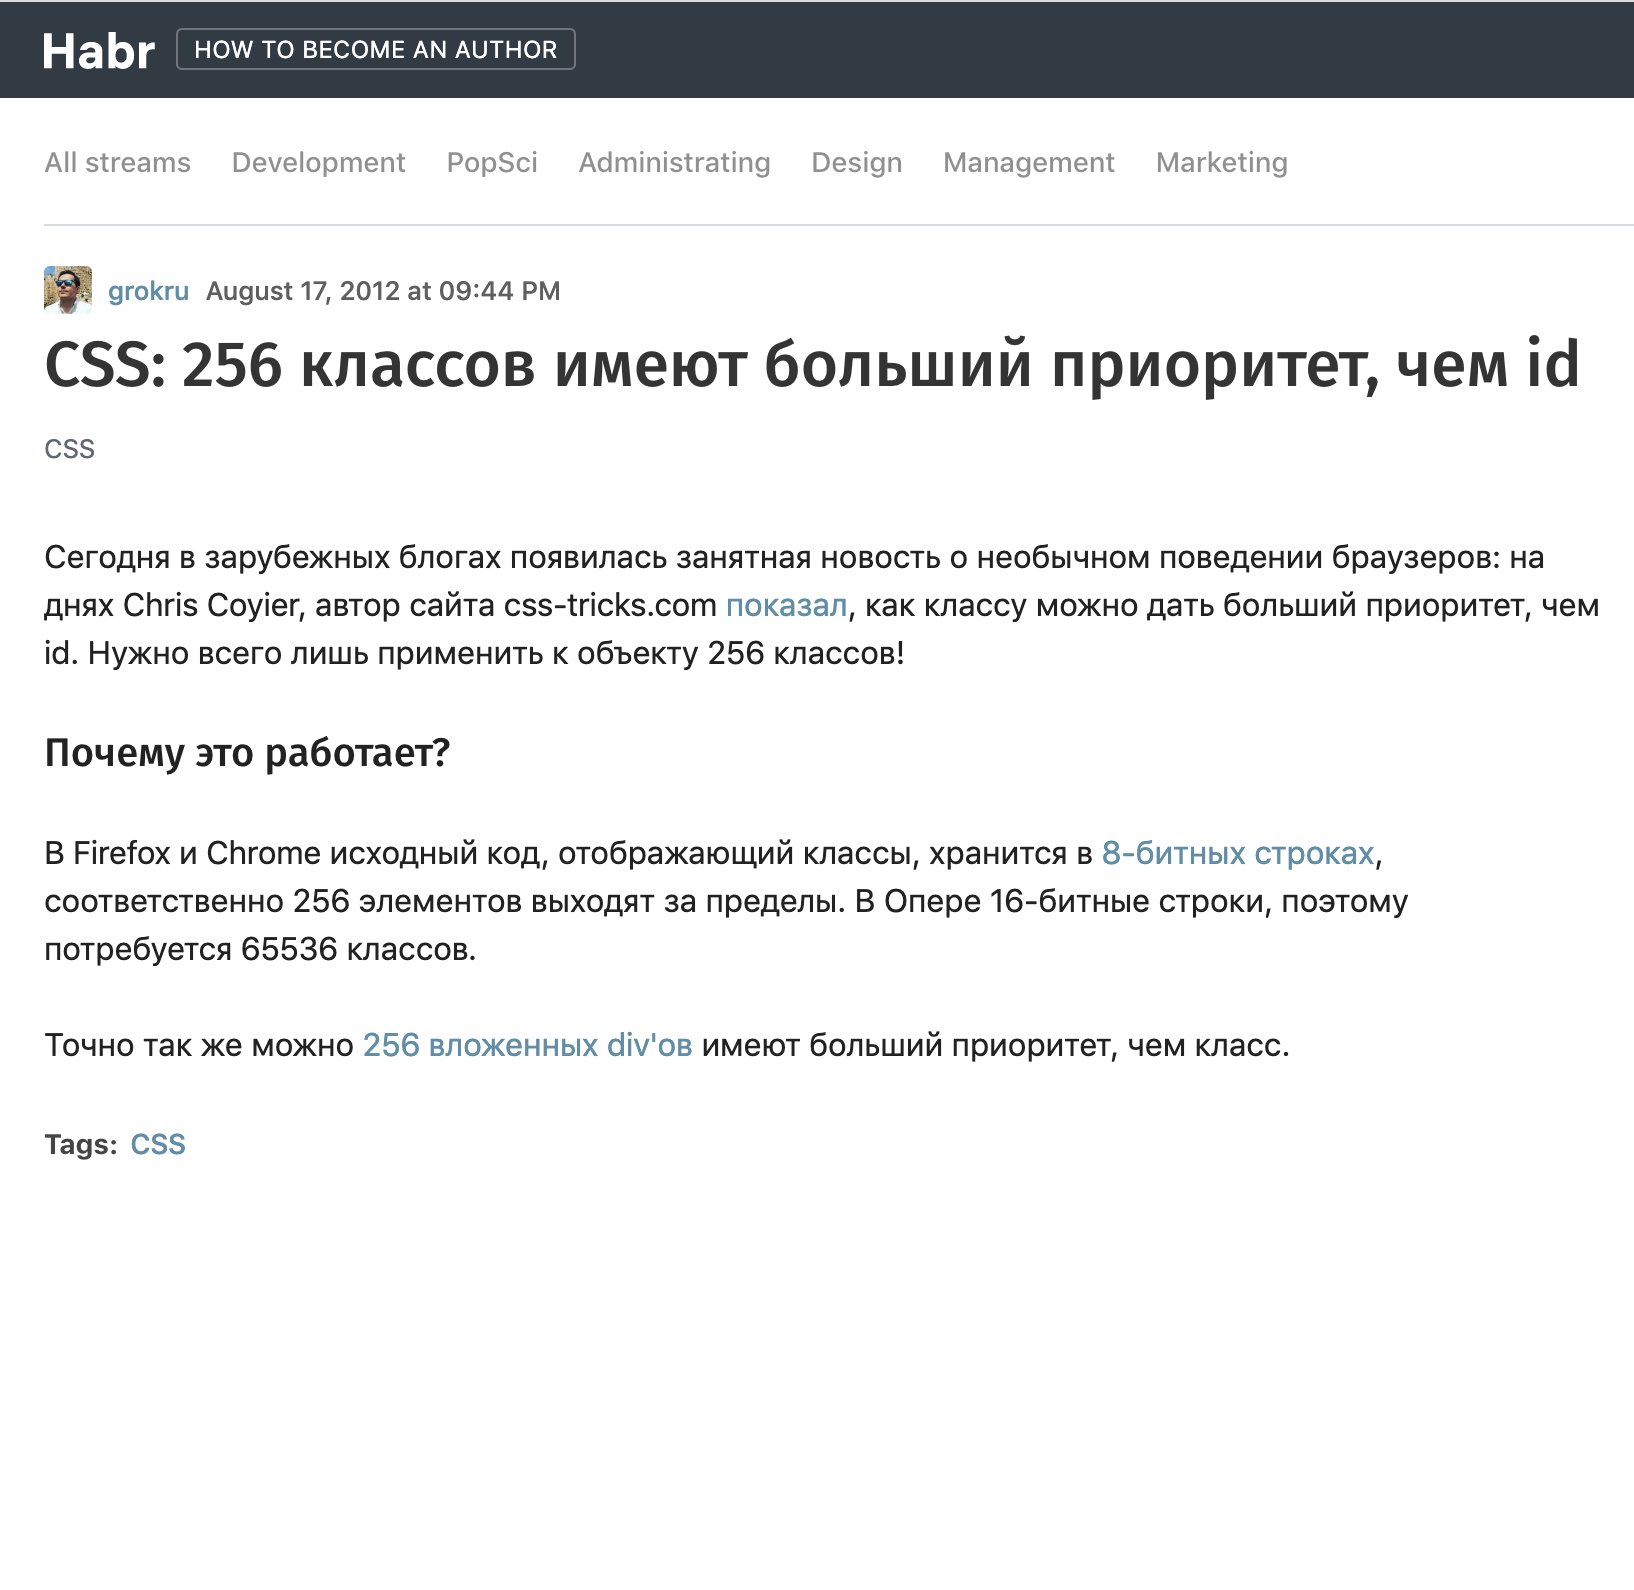 Habr HOW TO BECOME AN AUTHOR
All streams Development PopSci Administrating Design Management Marketing
grokru August 17, 2012 at 09:44 PM
CSS: 256 классов имеют больший приоритет, чем id
CSS
Сегодня в зарубежных блогах появилась занятная новость о необычном поведении браузеров: на
днях Chris Coyier, автор сайта css-tricks.com показал, как классу можно дать больший приоритет, чем
id. Нужно всего лишь применить к объекту 256 классов!
Почему это работает?
В Firefox и Chrome исходный код, отображающий классы, хранится в 8-битных строках,
соответственно 256 элементов выходят за пределы. В Опере 16-битные строки, поэтому
потребуется 65536 классов.
Точно так же можно 256 вложенных div'ов имеют больший приоритет, чем класс.
Tags: CSS